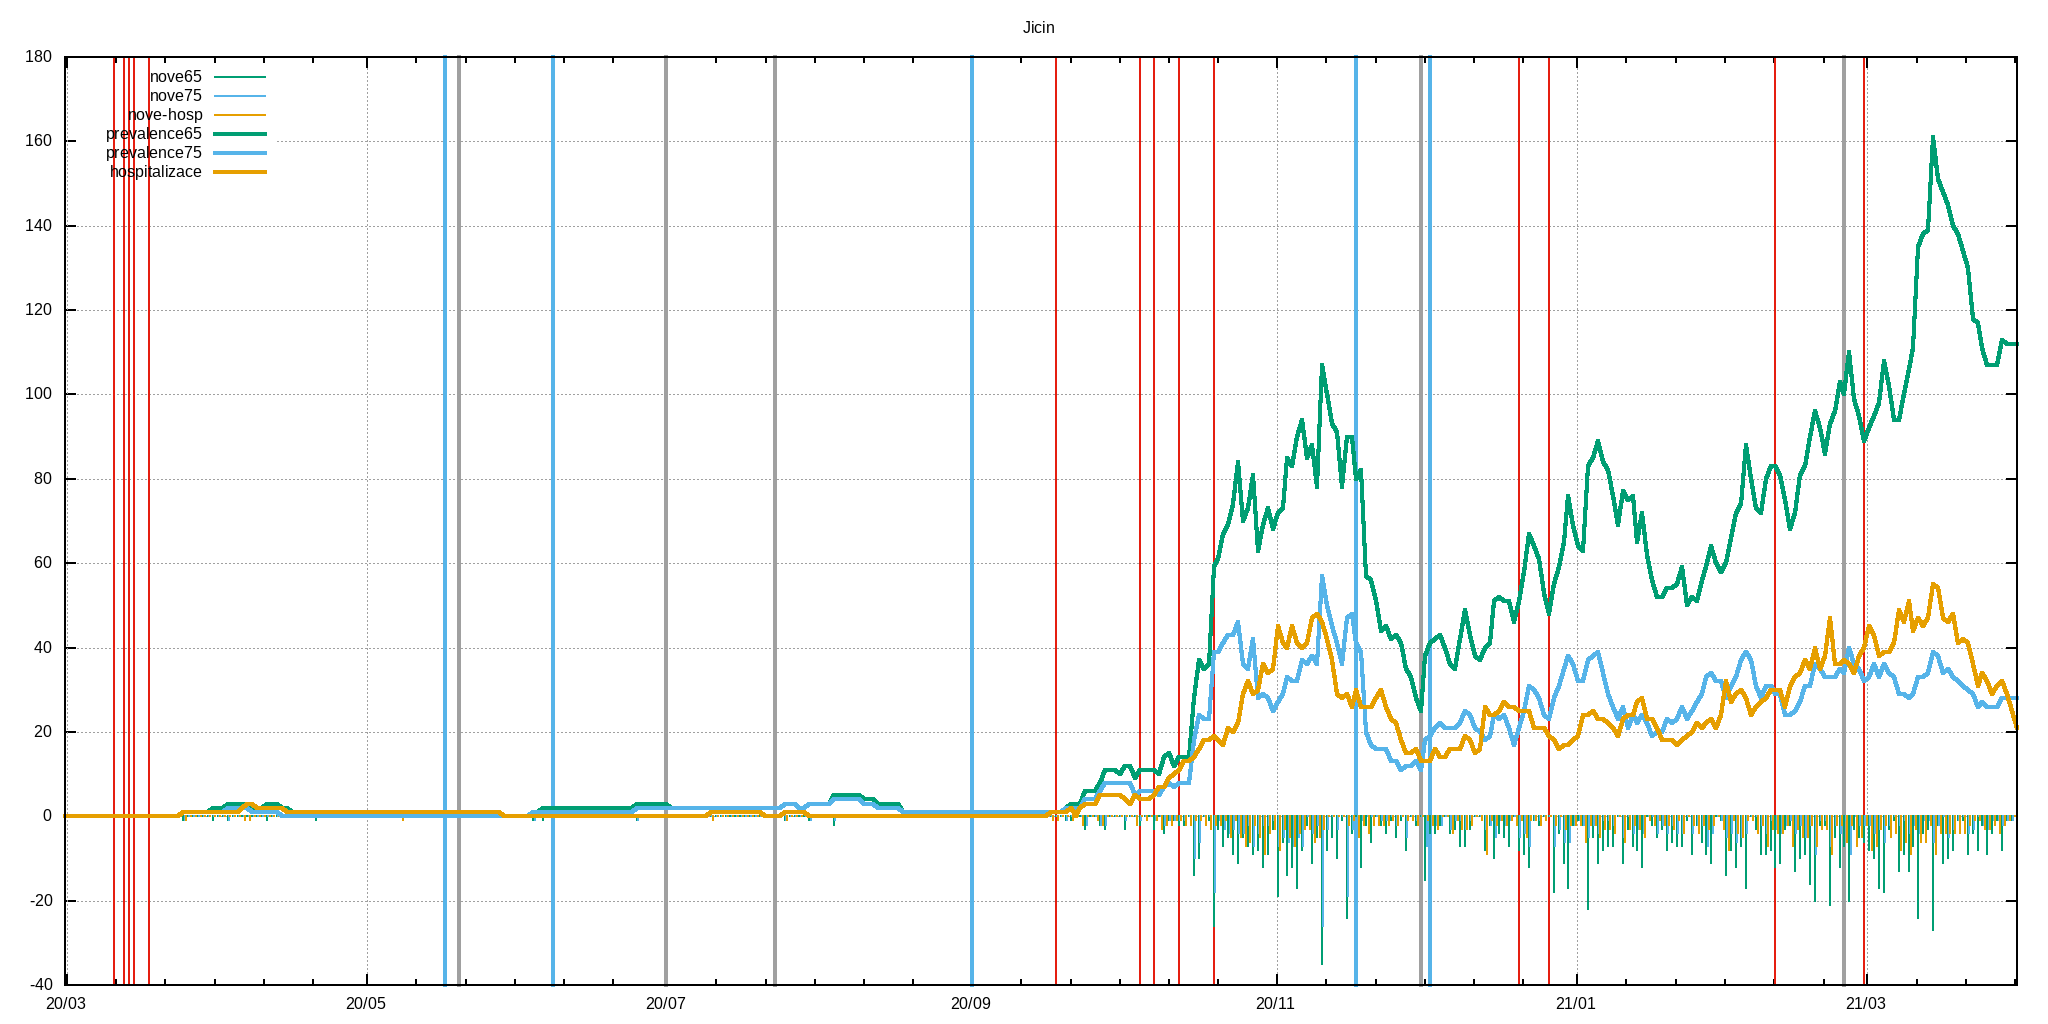 Jicin
180
160
140
120
100
80
60
40
20
0
-20
-40
nove65
nove75
nove-hosp
prevalence65
prevalence75
hospitalizace
20/03 20/05 20/07 20/09 20/11 21/01 21/03